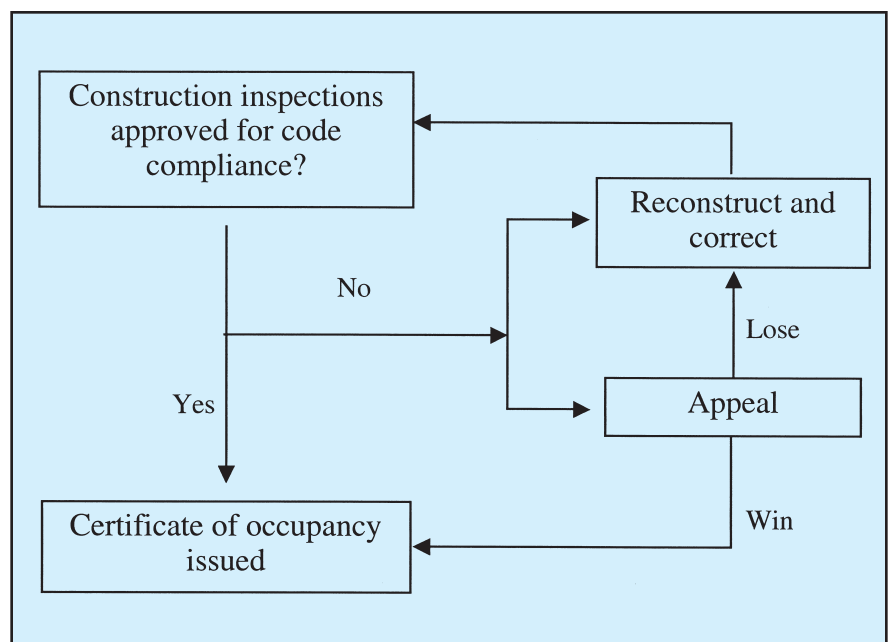 Construction inspections
approved for code
compliance?
Reconstruct and
correct
No
Lose
Yes
Appeal
Win
Certificate of occupancy
issued